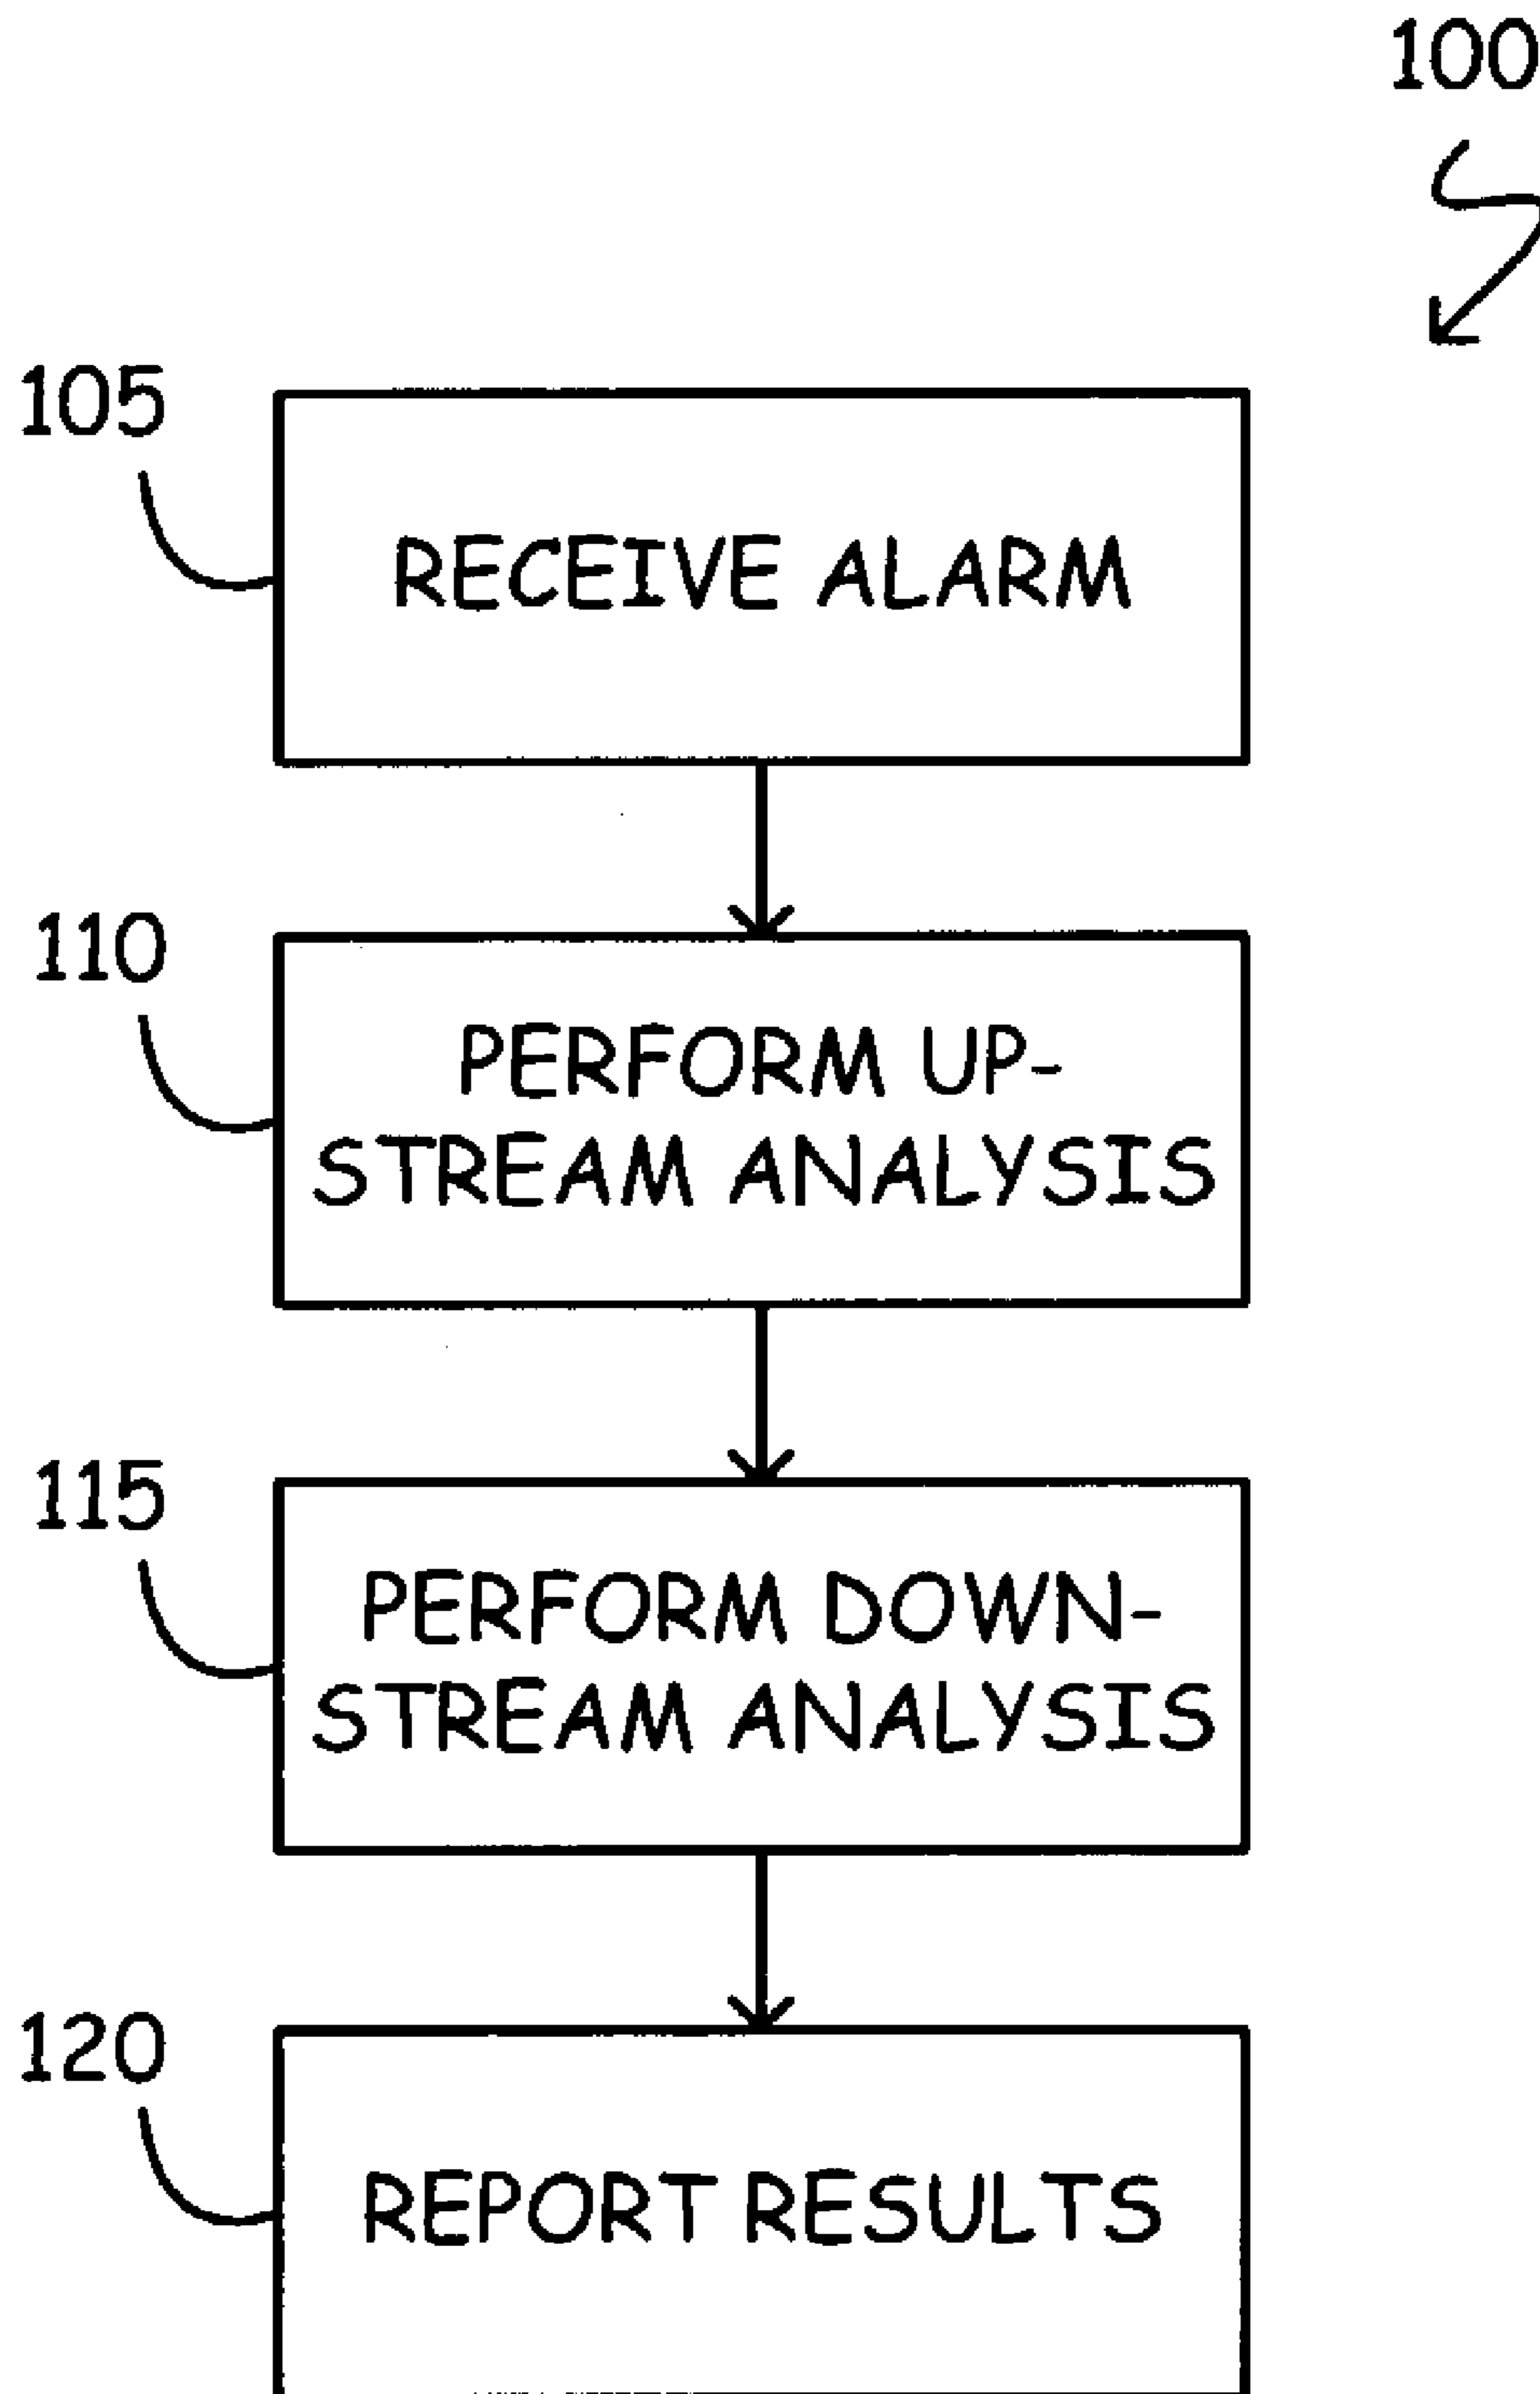 100
105
RECEIVE ALARM
110
PERFORM UP-
STREAM ANALYSIS
115
PERFORM DOWN-
STREAM ANALYSIS
120
REPORT RESULTS